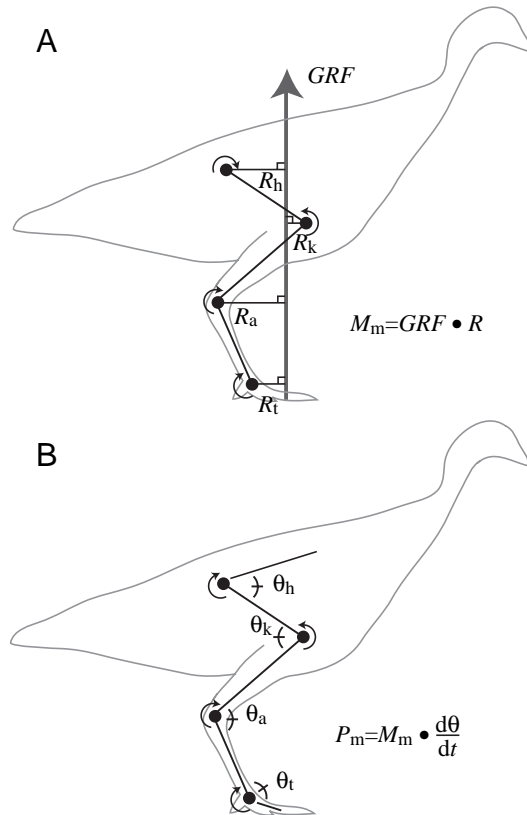 A
GRF
Rh
Rk
Ra
Mm=GRF • R
Rt
B
θh
θk
θa
Pm=Mm • dθ/dt
θt